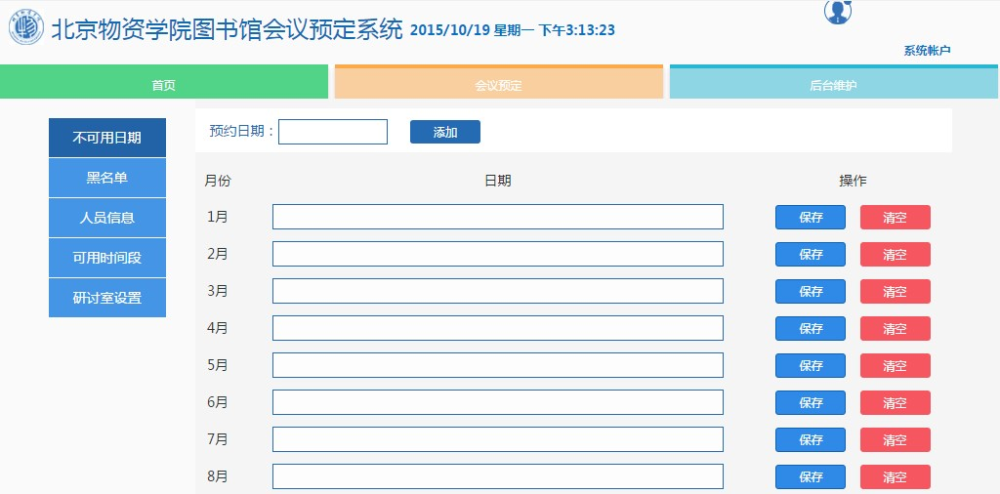 北京物资学院图书馆会议预定系统 2015/10/19 星期一 下午3:13:23
系统帐户
首页 会议预定 后台维护
不可用日期
黑名单
人员信息
可用时间段
研讨室设置
预约日期： 添加
月份 日期 操作
1月 保存 清空
2月 保存 清空
3月 保存 清空
4月 保存 清空
5月 保存 清空
6月 保存 清空
7月 保存 清空
8月 保存 清空